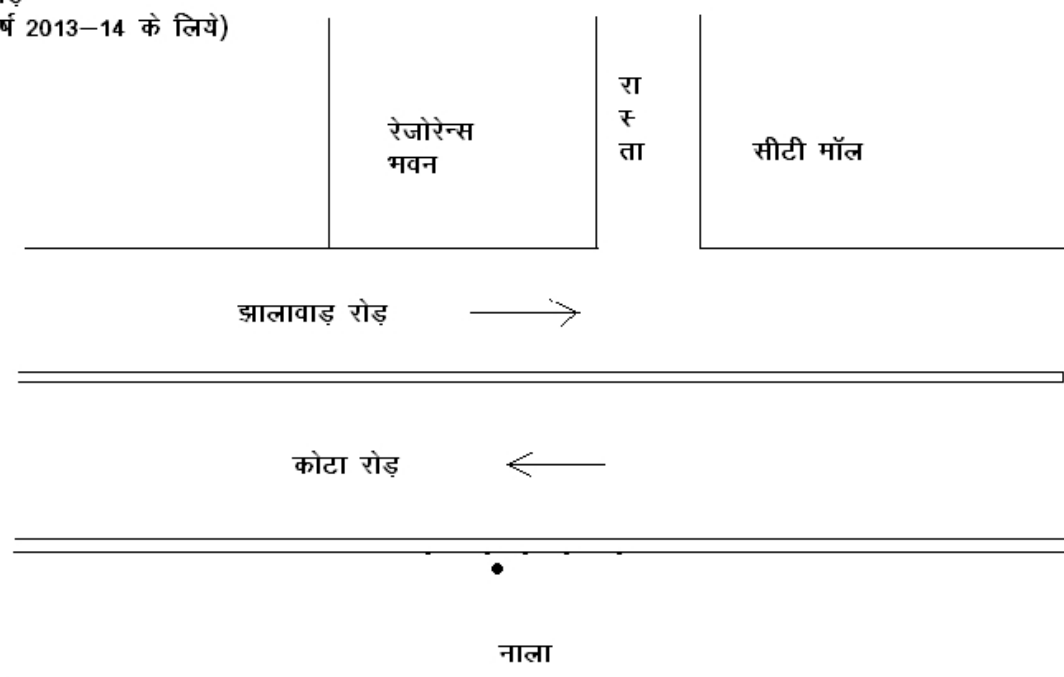 र्ष 2013–14 के लिये)
रेजोरेन्स
भवन
रा
स्
ता
सीटी मॉल
झालावाड़ रोड़
कोटा रोड़
नाला